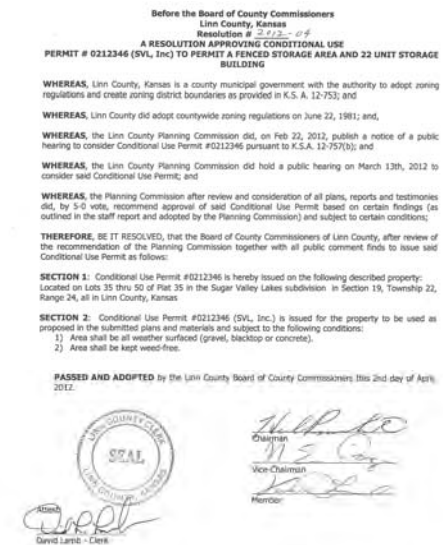 Before the Board of County Commissioners
Linn County, Kansas
Resolution # 2012-04
A RESOLUTION APPROVING CONDITIONAL USE
PERMIT # 0212346 (SVL, Inc) TO PERMIT A FENCED STORAGE AREA AND 22 UNIT STORAGE
BUILDING
WHEREAS, Linn County, Kansas is a county municipal government with the authority to adopt zoning
regulations and create zoning district boundaries as provided in K.S. A. 12-753; and
WHEREAS, Linn County did adopt countywide zoning regulations on June 22, 1981; and,
WHEREAS, the Linn County Planning Commission did, on Feb 22, 2012, publish a notice of a public
hearing to consider Conditional Use Permit #0212346 pursuant to K.S.A. 12-757(b); and
WHEREAS, the Linn County Planning Commission did hold a public hearing on March 13th, 2012 to
consider said Conditional Use Permit; and
WHEREAS, the Planning Commission after review and consideration of all plans, reports and testimonies
did, by 5-0 vote, recommend approval of said Conditional Use Permit based on certain findings (as
outlined in the staff report and adopted by the Planning Commission) and subject to certain conditions;
THEREFORE, BE IT RESOLVED, that the Board of County Commissioners of Linn County, after review of
the recommendation of the Planning Commission together with all public comment finds to issue said
Conditional Use Permit as follows:
SECTION 1: Conditional Use Permit #0212346 is hereby issued on the following described property:
Located on Lots 35 thru 50 of Plat 35 in the Sugar Valley Lakes subdivision in Section 19, Township 22,
Range 24, all in Linn County, Kansas
SECTION 2: Conditional Use Permit #0212346 (SVL, Inc.) is issued for the property to be used as
proposed in the submitted plans and materials and subject to the following conditions:
1) Area shall be all weather surfaced (gravel, blacktop or concrete).
2) Area shall be kept weed-free.
PASSED AND ADOPTED by the Linn County Board of County Commissioners this 2nd day of April,
2012.
LINN COUNTY CLERK
SEAL
LINN COUNTY, KANSAS
Chairman
Vice-Chairman
Member
Attest:
David Lamb - Clerk